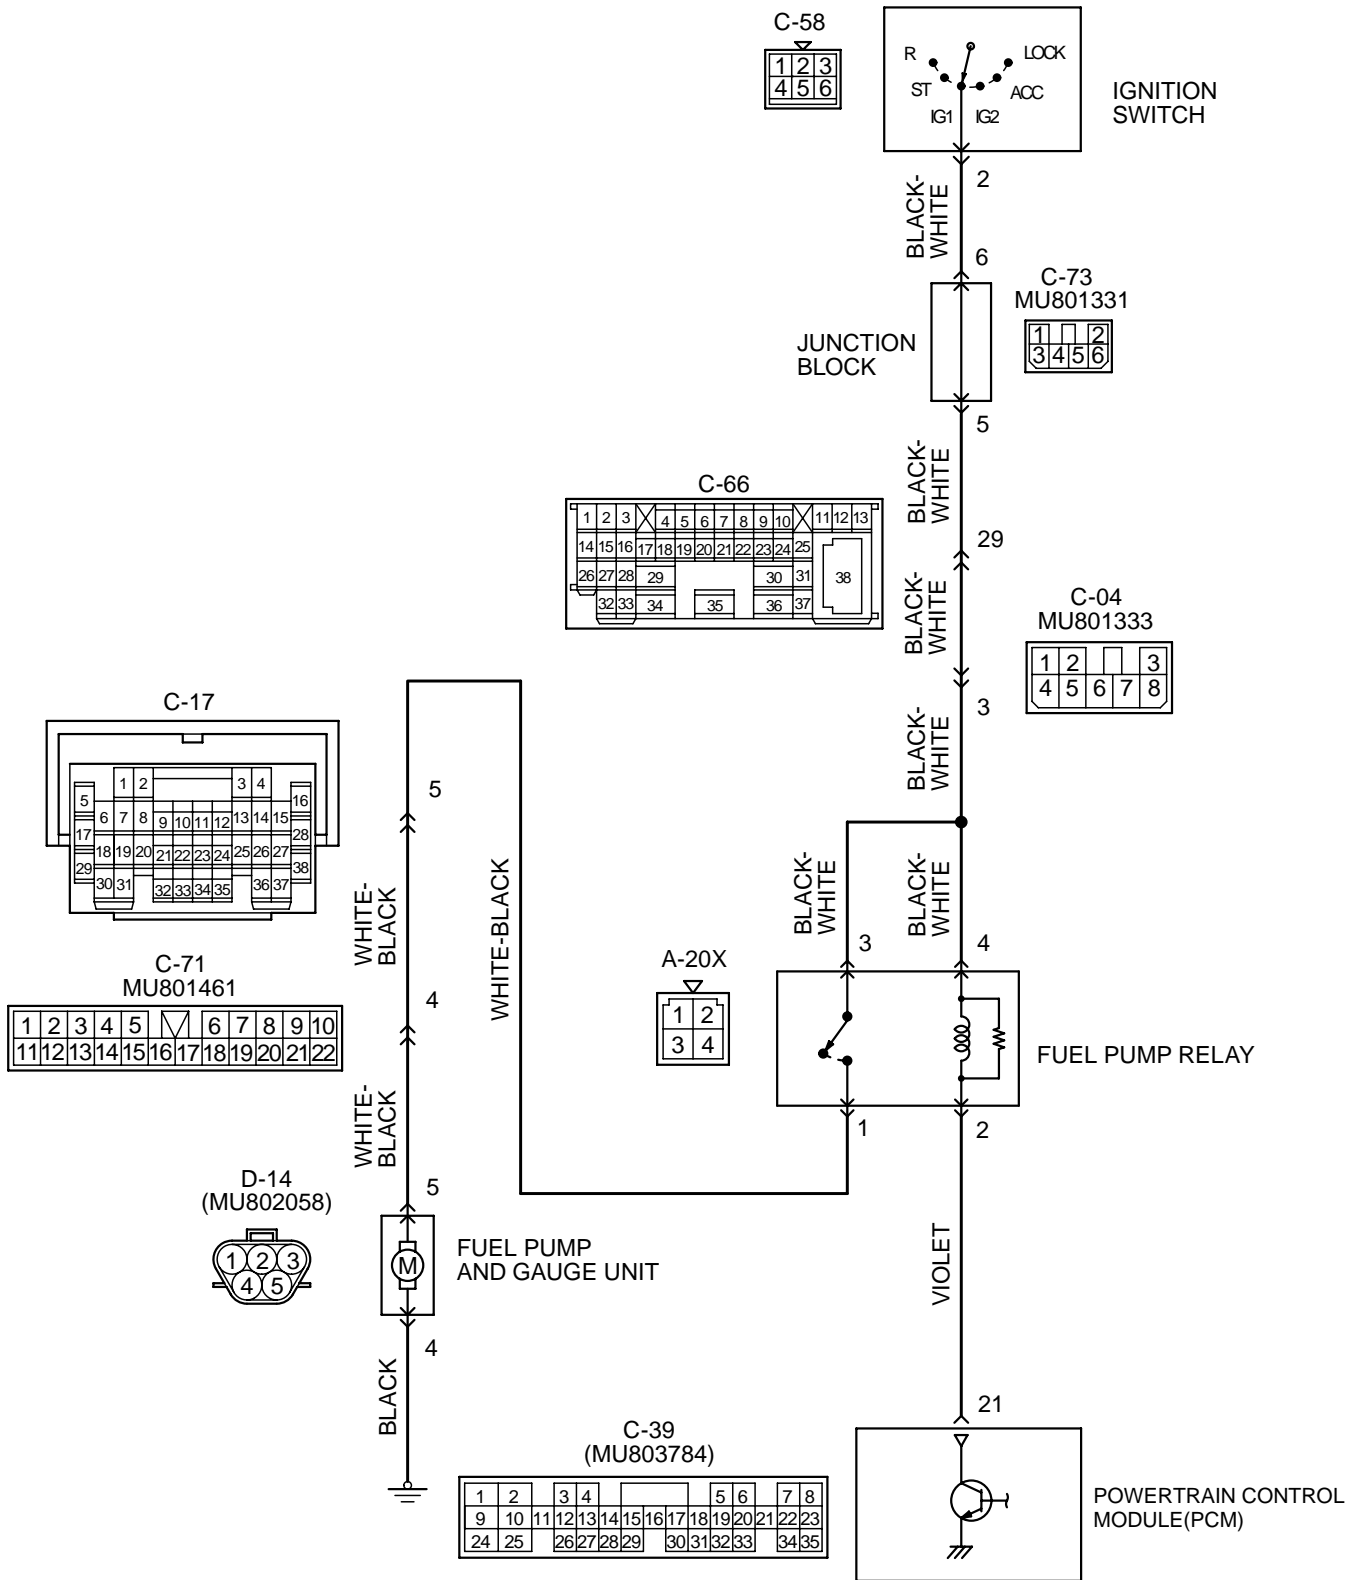 C-58
1 2 3
4 5 6
R
LOCK
ST
ACC
IG1 IG2
IGNITION
SWITCH
2
BLACK-
WHITE
6
C-73
MU801331
1 2
3 4 5 6
JUNCTION
BLOCK
5
BLACK-
WHITE
C-66
1 2 3 4 5 6 7 8 9 10 11 12 13
14 15 16 17 18 19 20 21 22 23 24 25
26 27 28 29 30 31 38
32 33 34 35 36 37
29
BLACK-
WHITE
C-04
MU801333
1 2 3
4 5 6 7 8
3
BLACK-
WHITE
C-17
1 2 3 4
5 16
6 7 8 9 10 11 12 13 14 15
17 28
18 19 20 21 22 23 24 25 26 27
29 38
30 31 32 33 34 35 36 37
5
WHITE-
BLACK
WHITE-BLACK
BLACK-
WHITE
BLACK-
WHITE
3
4
A-20X
1 2
3 4
C-71
MU801461
1 2 3 4 5 6 7 8 9 10
11 12 13 14 15 16 17 18 19 20 21 22
4
FUEL PUMP RELAY
WHITE-
BLACK
1
2
D-14
(MU802058)
1 2 3
4 5
5
M
FUEL PUMP
AND GAUGE UNIT
VIOLET
4
BLACK
21
C-39
(MU803784)
1 2 3 4 5 6 7 8
9 10 11 12 13 14 15 16 17 18 19 20 21 22 23
24 25 26 27 28 29 30 31 32 33 34 35
POWERTRAIN CONTROL
MODULE(PCM)